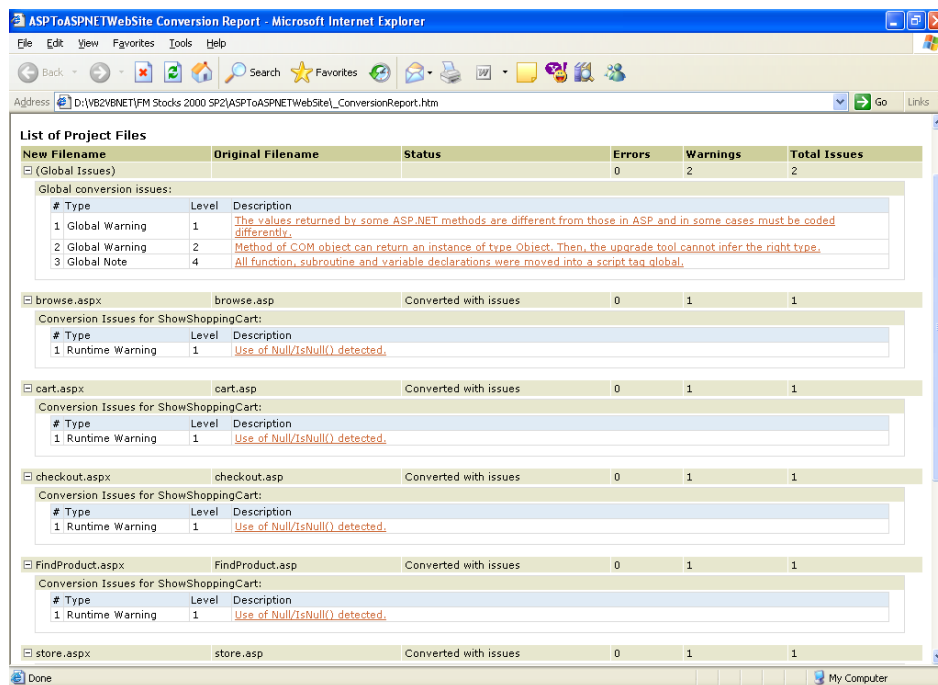 ASPToASPNETWebSite Conversion Report - Microsoft Internet Explorer
File Edit View Favorites Tools Help
Back Search Favorites
Address D:\VB2VBNET\FM Stocks 2000 SP2\ASPToASPNETWebSite\_ConversionReport.htm Go Links
List of Project Files
New Filename Original Filename Status Errors Warnings Total Issues
(Global Issues) 0 2 2
Global conversion issues:
# Type Level Description
1 Global Warning 1 The values returned by some ASP.NET methods are different from those in ASP and in some cases must be coded
differently.
2 Global Warning 2 Method of COM object can return an instance of type Object. Then, the upgrade tool cannot infer the right type.
3 Global Note 4 All function, subroutine and variable declarations were moved into a script tag global.
browse.aspx browse.asp Converted with issues 0 1 1
Conversion Issues for ShowShoppingCart:
# Type Level Description
1 Runtime Warning 1 Use of Null/IsNull() detected.
cart.aspx cart.asp Converted with issues 0 1 1
Conversion Issues for ShowShoppingCart:
# Type Level Description
1 Runtime Warning 1 Use of Null/IsNull() detected.
checkout.aspx checkout.asp Converted with issues 0 1 1
Conversion Issues for ShowShoppingCart:
# Type Level Description
1 Runtime Warning 1 Use of Null/IsNull() detected.
FindProduct.aspx FindProduct.asp Converted with issues 0 1 1
Conversion Issues for ShowShoppingCart:
# Type Level Description
1 Runtime Warning 1 Use of Null/IsNull() detected.
store.aspx store.asp Converted with issues 0 1 1
Done My Computer